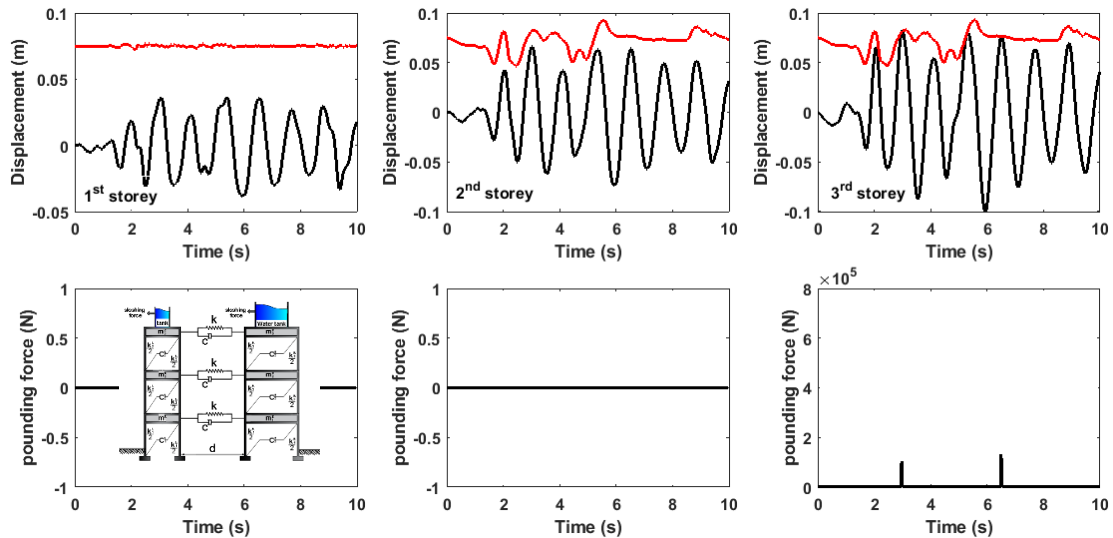 Displacement (m)
0.1
0.05
0
-0.05
0
2
4
6
8
10
Time (s)
1st storey
Displacement (m)
0.1
0.05
0
-0.05
-0.1
0
2
4
6
8
10
Time (s)
2nd storey
Displacement (m)
0.1
0.05
0
-0.05
-0.1
0
2
4
6
8
10
Time (s)
3rd storey
pounding force (N)
1
0.5
0
-0.5
-1
0
2
4
6
8
10
Time (s)
sloshing
force
tank
sloshing
force
Water tank
k
c
k
c
k
c
d
pounding force (N)
1
0.5
0
-0.5
-1
0
2
4
6
8
10
Time (s)
pounding force (N)
8
×10^5
6
4
2
0
0
2
4
6
8
10
Time (s)